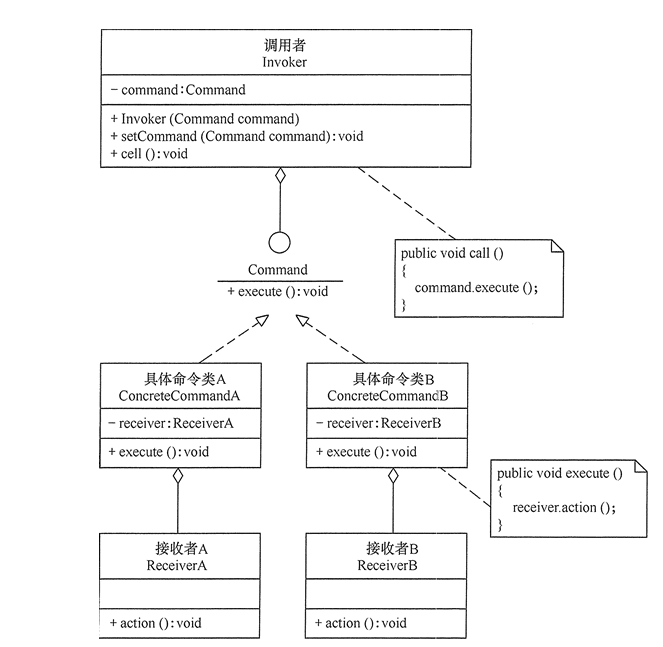 调用者
Invoker
− command:Command
+ Invoker (Command command)
+ setCommand (Command command):void
+ cell ():void
public void call ()
{
command.execute ();
}
Command
+ execute ():void
具体命令类A
ConcreteCommandA
− receiver:ReceiverA
+ execute ():void
具体命令类B
ConcreteCommandB
− receiver:ReceiverB
+ execute ():void
public void execute ()
{
receiver.action ();
}
接收者A
ReceiverA
+ action ():void
接收者B
ReceiverB
+ action ():void